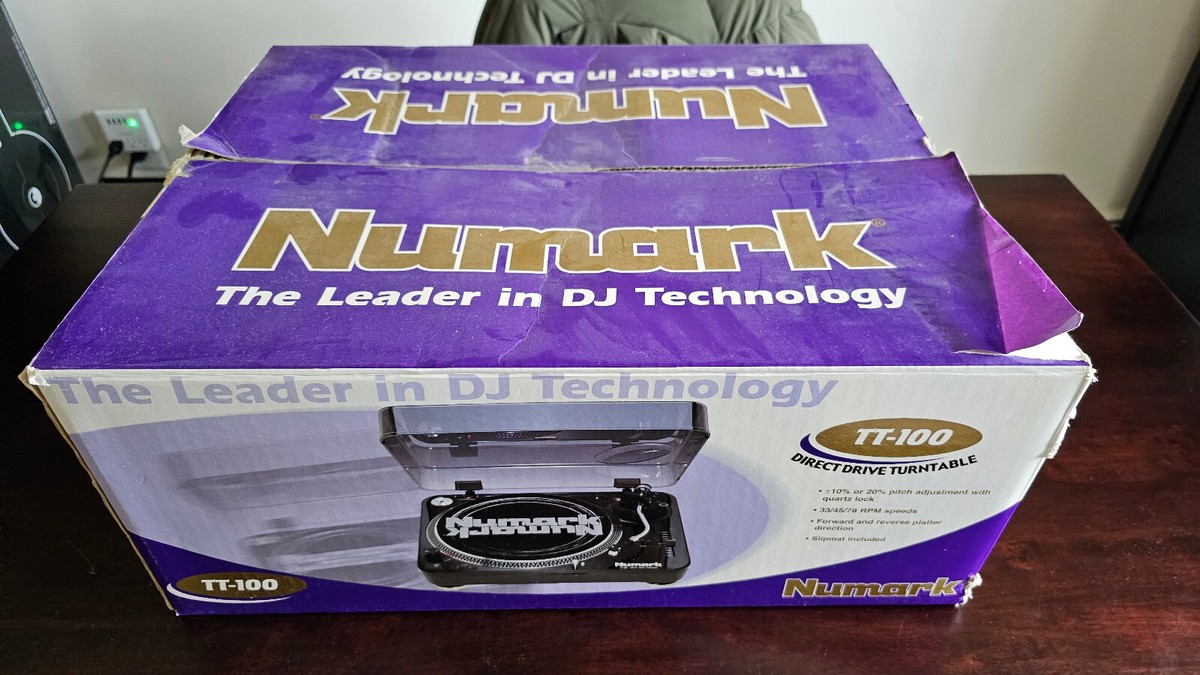 The Leader in DJ Technology
Numark®
Numark®
The Leader in DJ Technology
The Leader in DJ Technology
TT-100
DIRECT DRIVE TURNTABLE
• ±10% or 20% pitch adjustment with
quartz lock
• 33/45/78 RPM speeds
• Forward and reverse platter
direction
• Slipmat included
Numark
Numark
Numark
TT-100
Numark